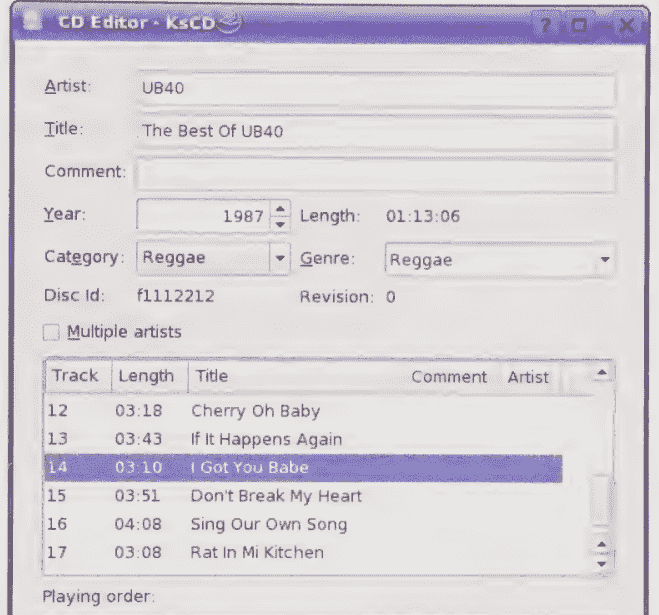 CD Editor - KsCD
Artist: UB40
Title: The Best Of UB40
Comment:
Year: 1987 Length: 01:13:06
Category: Reggae Genre: Reggae
Disc Id: f1112212 Revision: 0
Multiple artists
Track Length Title Comment Artist
12 03:18 Cherry Oh Baby
13 03:43 If It Happens Again
14 03:10 I Got You Babe
15 03:51 Don't Break My Heart
16 04:08 Sing Our Own Song
17 03:08 Rat In Mi Kitchen
Playing order: